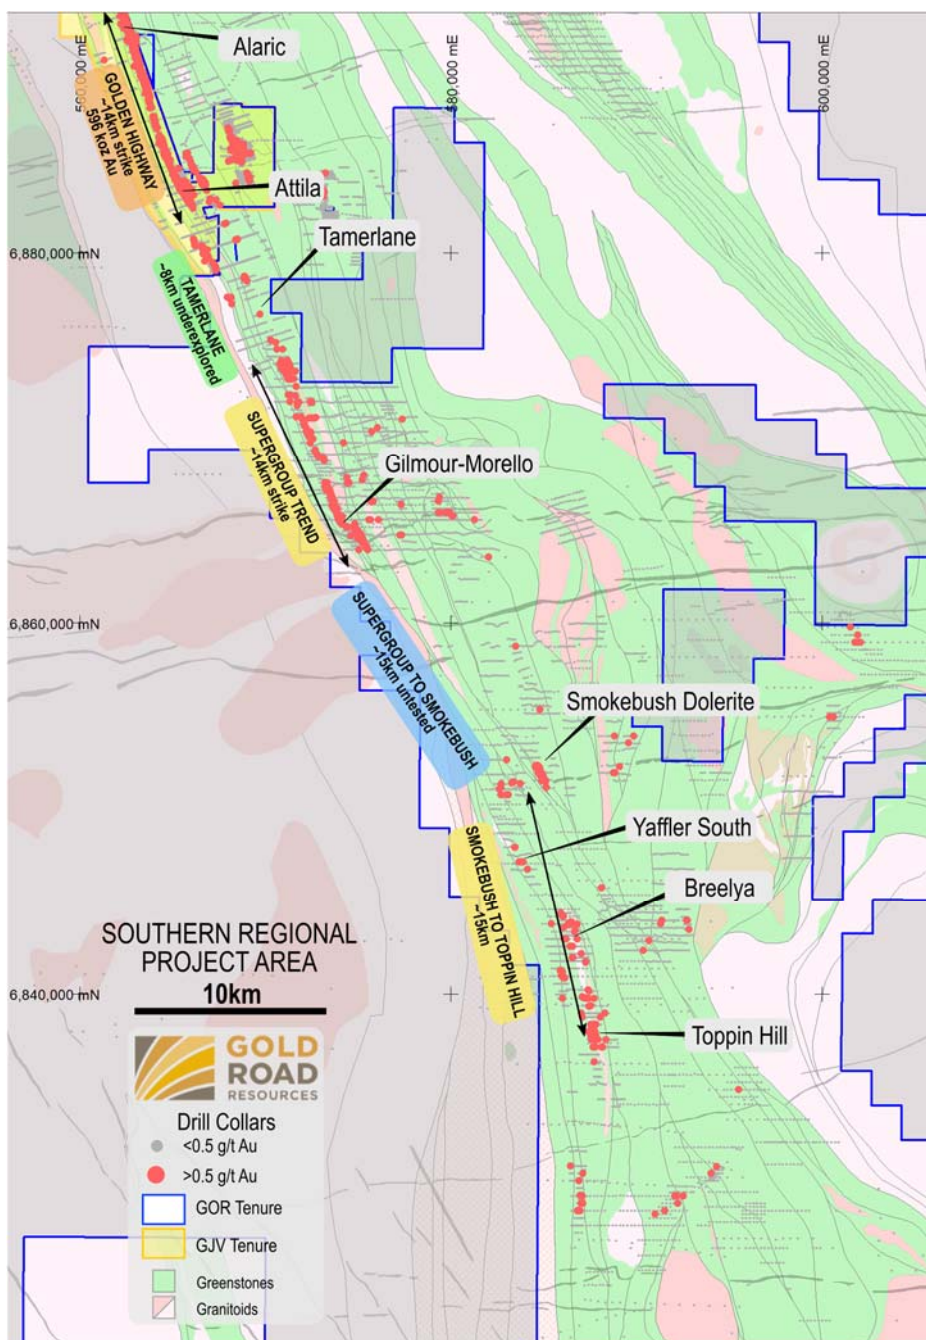 Alaric
560,000 mE
580,000 mE
600,000 mE
GOLDEN HIGHWAY
~14km strike
596 koz Au
Attila
Tamerlane
6,880,000 mN
TAMERLANE
~8km underexplored
SUPERGROUP TREND
~14km strike
Gilmour-Morello
6,860,000 mN
SUPERGROUP TO SMOKEBUSH
~15km untested
Smokebush Dolerite
Yaffler South
SMOKEBUSH TO TOPPIN HILL
~15km
Breelya
SOUTHERN REGIONAL
PROJECT AREA
10km
6,840,000 mN
Toppin Hill
GOLD
ROAD
RESOURCES
Drill Collars
<0.5 g/t Au
>0.5 g/t Au
GOR Tenure
GJV Tenure
Greenstones
Granitoids